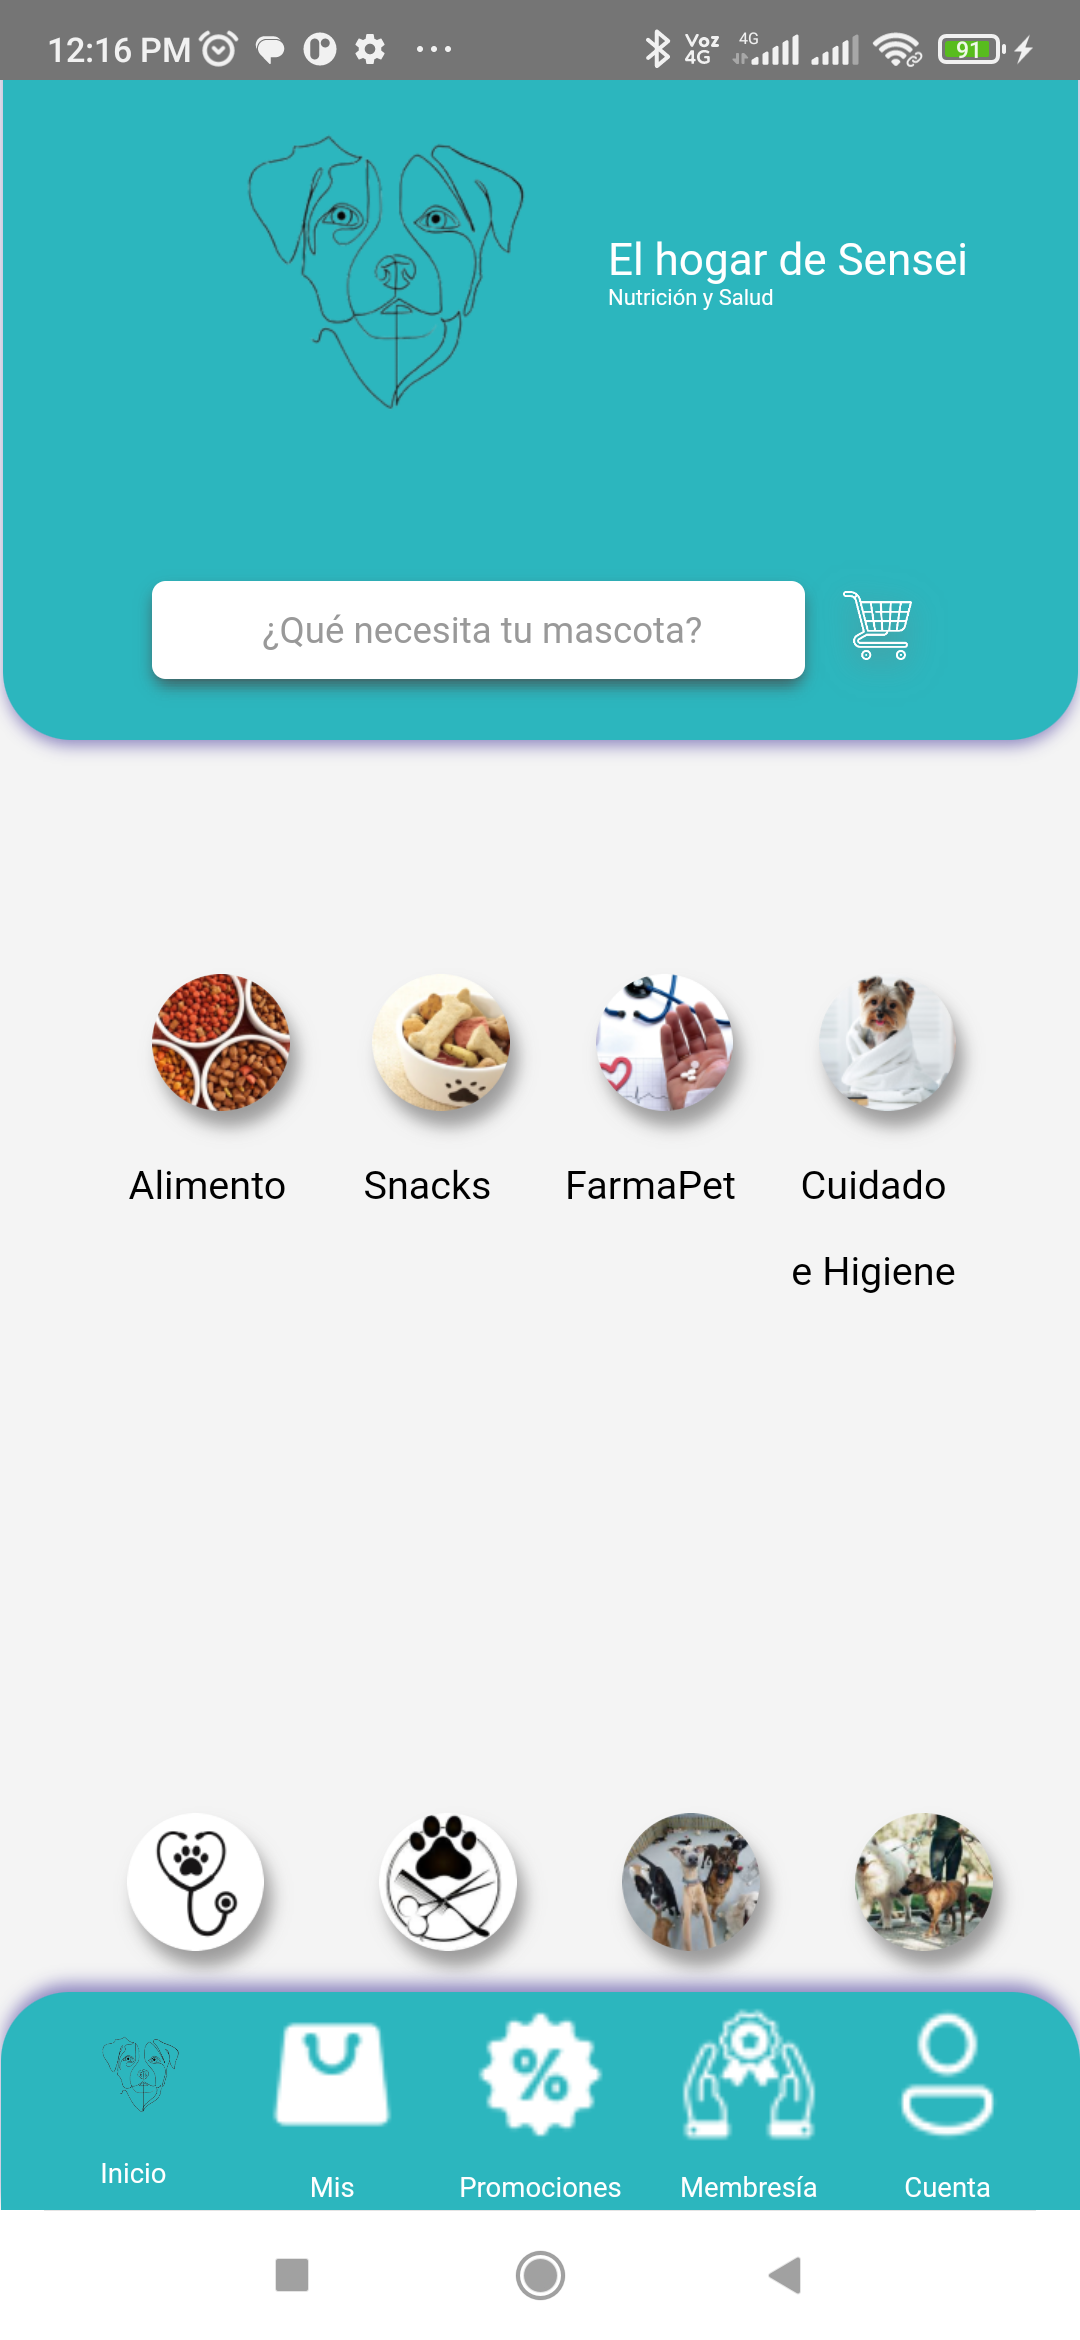 12:16 PM
Voz
4G
4G
91
El hogar de Sensei
Nutrición y Salud
¿Qué necesita tu mascota?
Alimento
Snacks
FarmaPet
Cuidado
e Higiene
%
Inicio
Mis
Promociones
Membresía
Cuenta